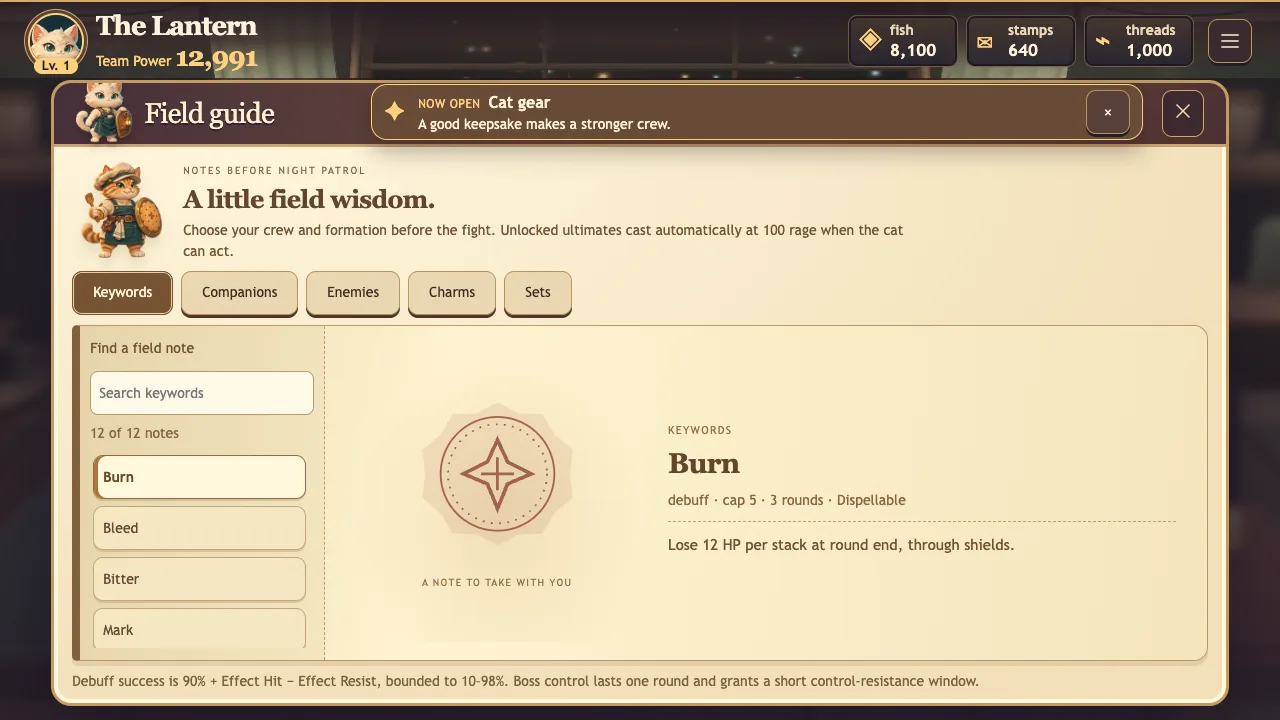 The Lantern
Team Power 12,991
Lv. 1
fish
8,100
stamps
640
threads
1,000
Field guide
NOW OPEN Cat gear
A good keepsake makes a stronger crew.
×
NOTES BEFORE NIGHT PATROL
A little field wisdom.
Choose your crew and formation before the fight. Unlocked ultimates cast automatically at 100 rage when the cat
can act.
Keywords
Companions
Enemies
Charms
Sets
Find a field note
Search keywords
12 of 12 notes
Burn
Bleed
Bitter
Mark
A NOTE TO TAKE WITH YOU
KEYWORDS
Burn
debuff · cap 5 · 3 rounds · Dispellable
Lose 12 HP per stack at round end, through shields.
Debuff success is 90% + Effect Hit − Effect Resist, bounded to 10–98%. Boss control lasts one round and grants a short control-resistance window.